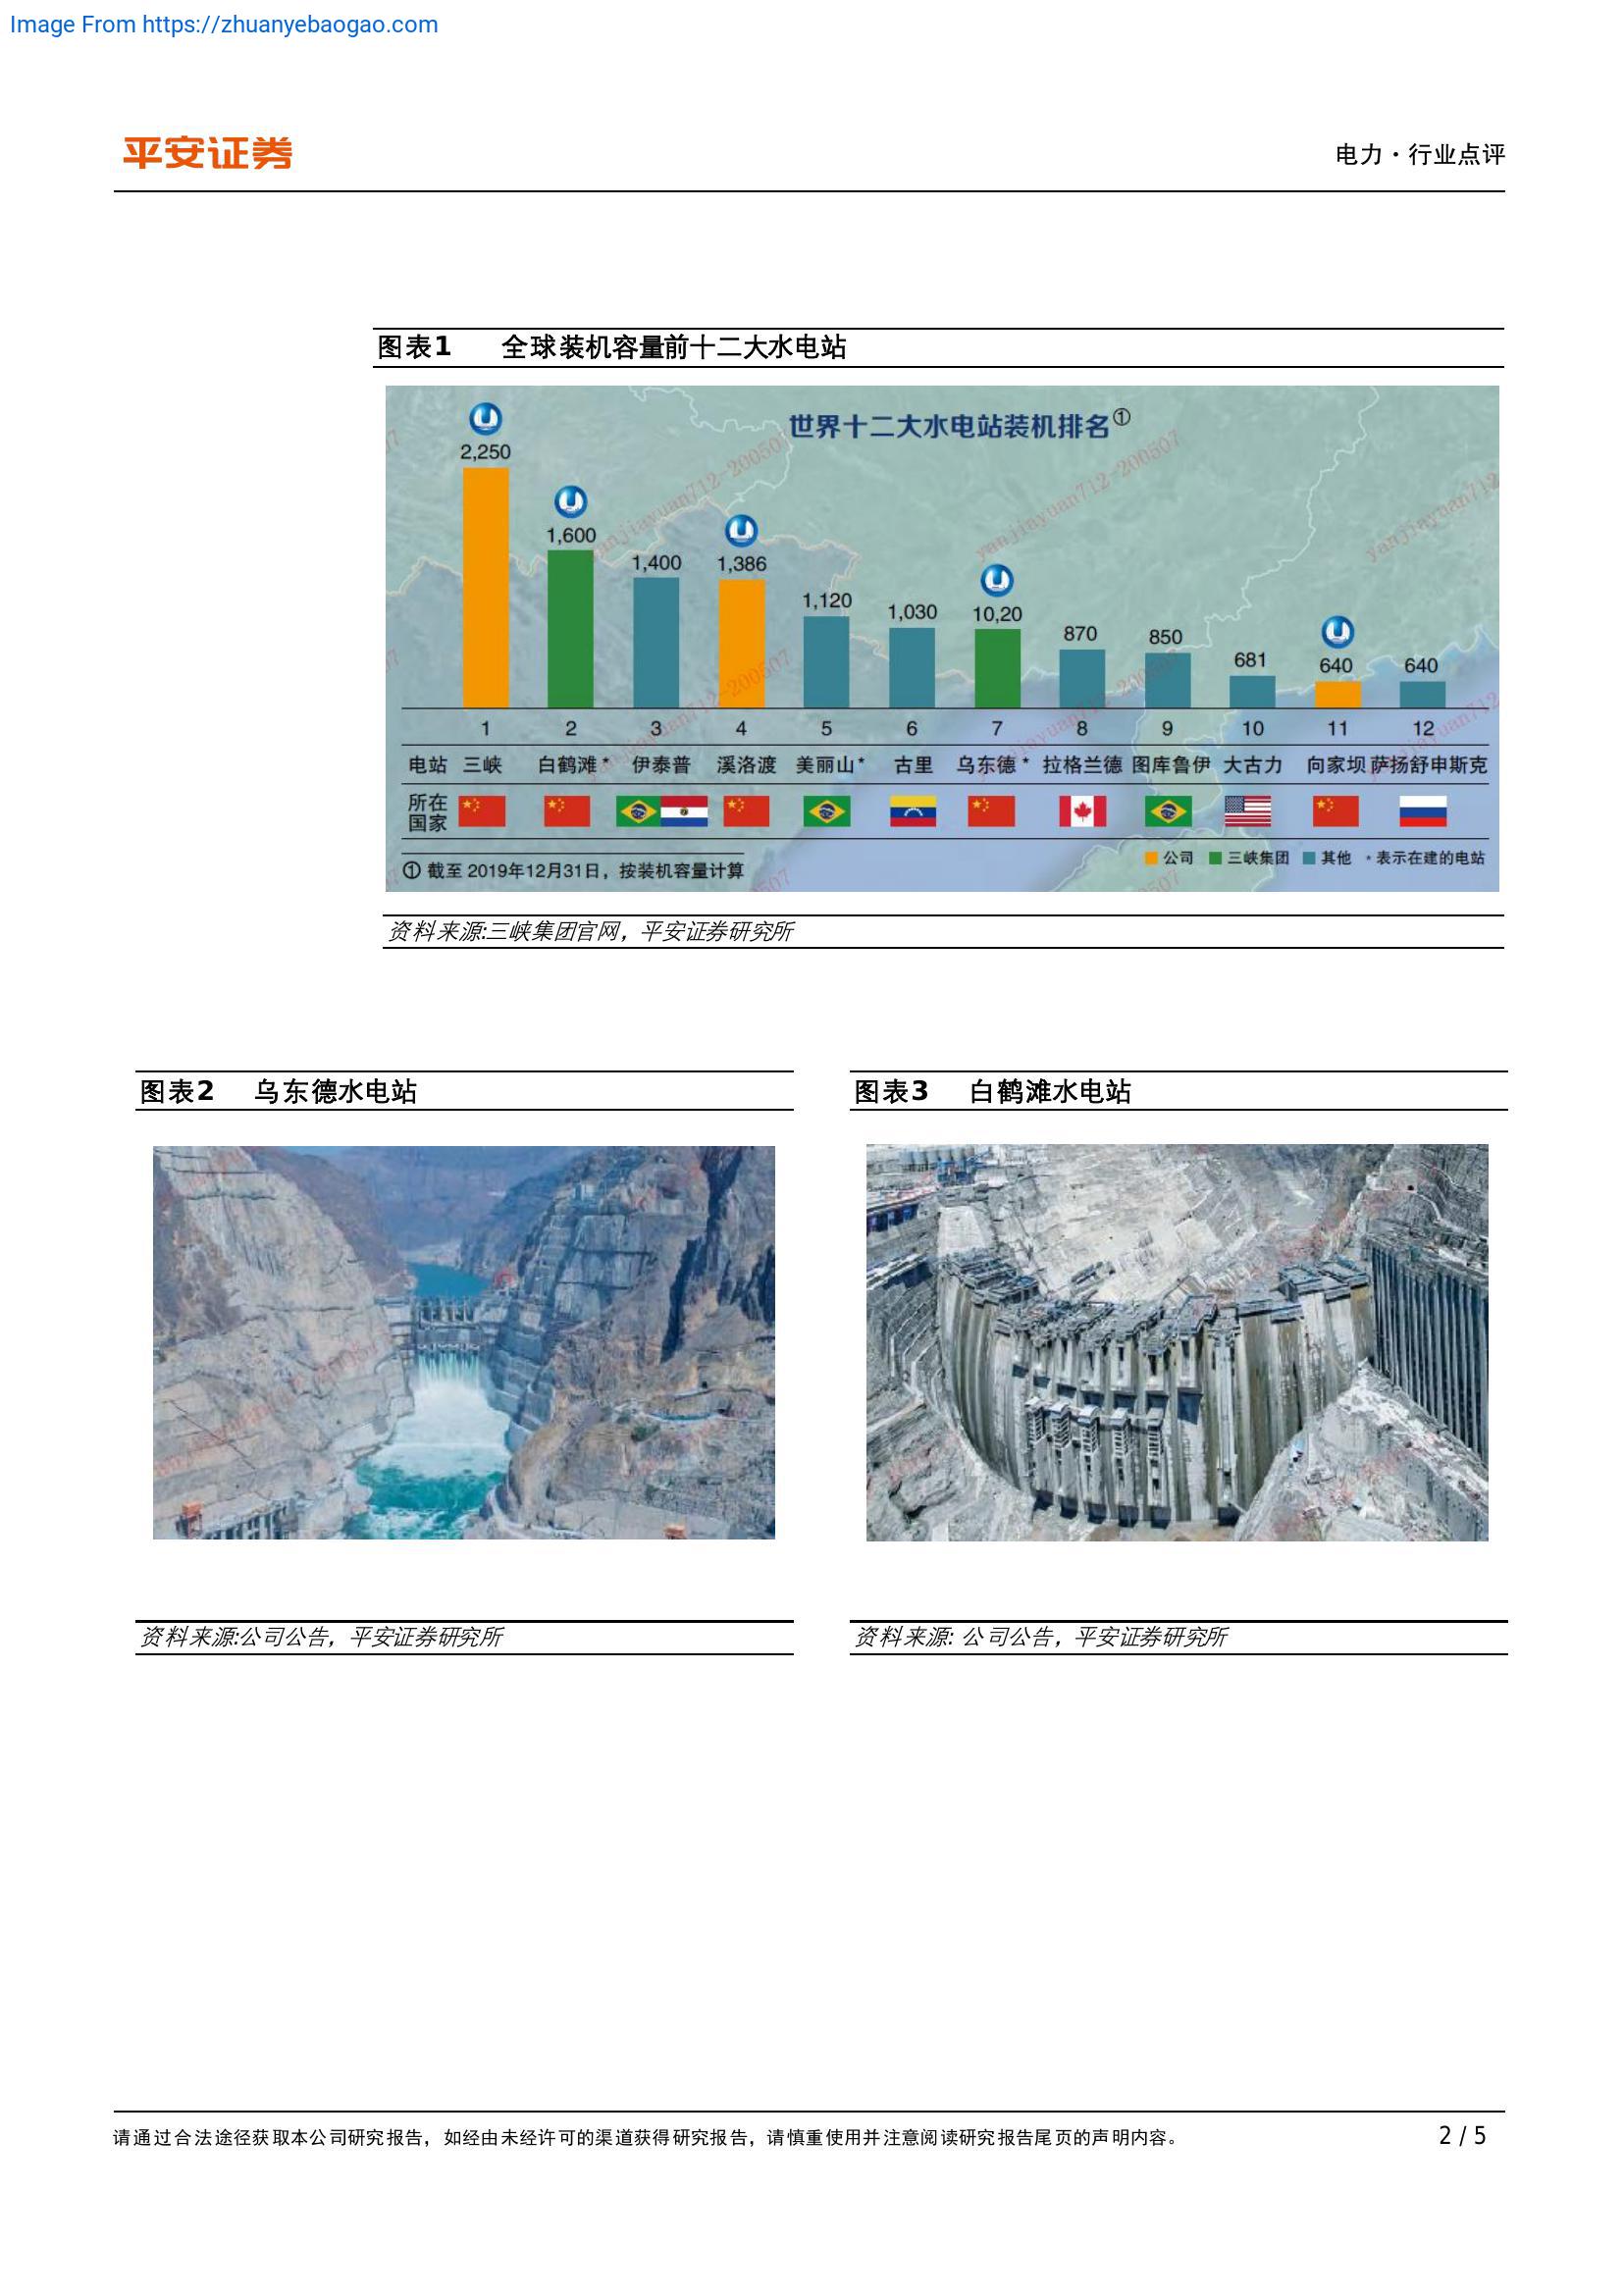 Image From https://zhuanyebaogao.com
平安证券
电力·行业点评
图表1 全球装机容量前十二大水电站
世界十二大水电站装机排名①
2,250 1,600 1,400 1,386 1,120 1,030 10,20 870 850 681 640 640
1 2 3 4 5 6 7 8 9 10 11 12
电站 三峡 白鹤滩* 伊泰普 溪洛渡 美丽山* 古里 乌东德* 拉格兰德 图库鲁伊 大古力 向家坝 萨扬舒申斯克
所在
国家
公司 三峡集团 其他 *表示在建的电站
① 截至 2019年12月31日，按装机容量计算
yanjiayuan712-200507
资料来源:三峡集团官网，平安证券研究所
图表2 乌东德水电站
图表3 白鹤滩水电站
资料来源:公司公告，平安证券研究所
资料来源: 公司公告，平安证券研究所
请通过合法途径获取本公司研究报告，如经由未经许可的渠道获得研究报告，请慎重使用并注意阅读研究报告尾页的声明内容。
2 / 5